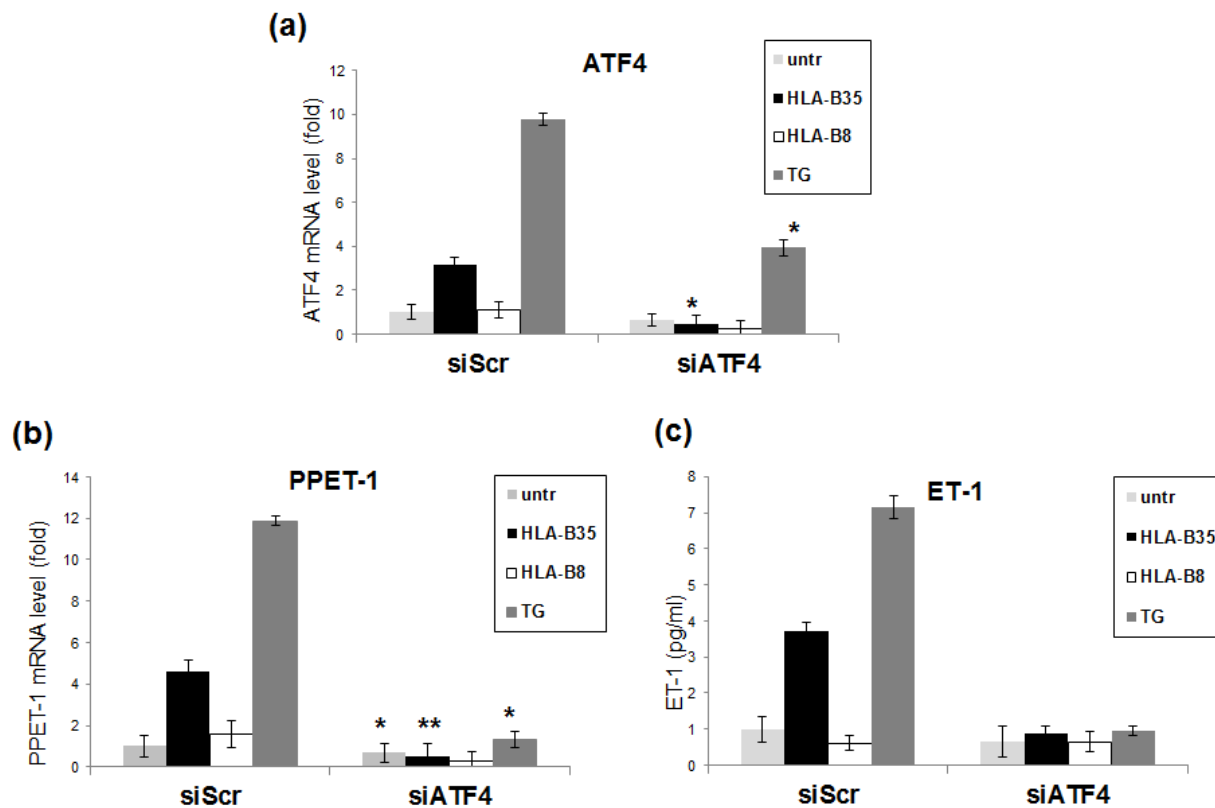 (a)
ATF4
ATF4 mRNA level (fold)
12
10
8
6
4
2
0
*
*
siScr
siATF4
untr
HLA-B35
HLA-B8
TG
(b)
PPET-1
PPET-1 mRNA level (fold)
14
12
10
8
6
4
2
0
*
**
*
siScr
siATF4
untr
HLA-B35
HLA-B8
TG
(c)
ET-1
ET-1 (pg/ml)
8
7
6
5
4
3
2
1
0
siScr
siATF4
untr
HLA-B35
HLA-B8
TG